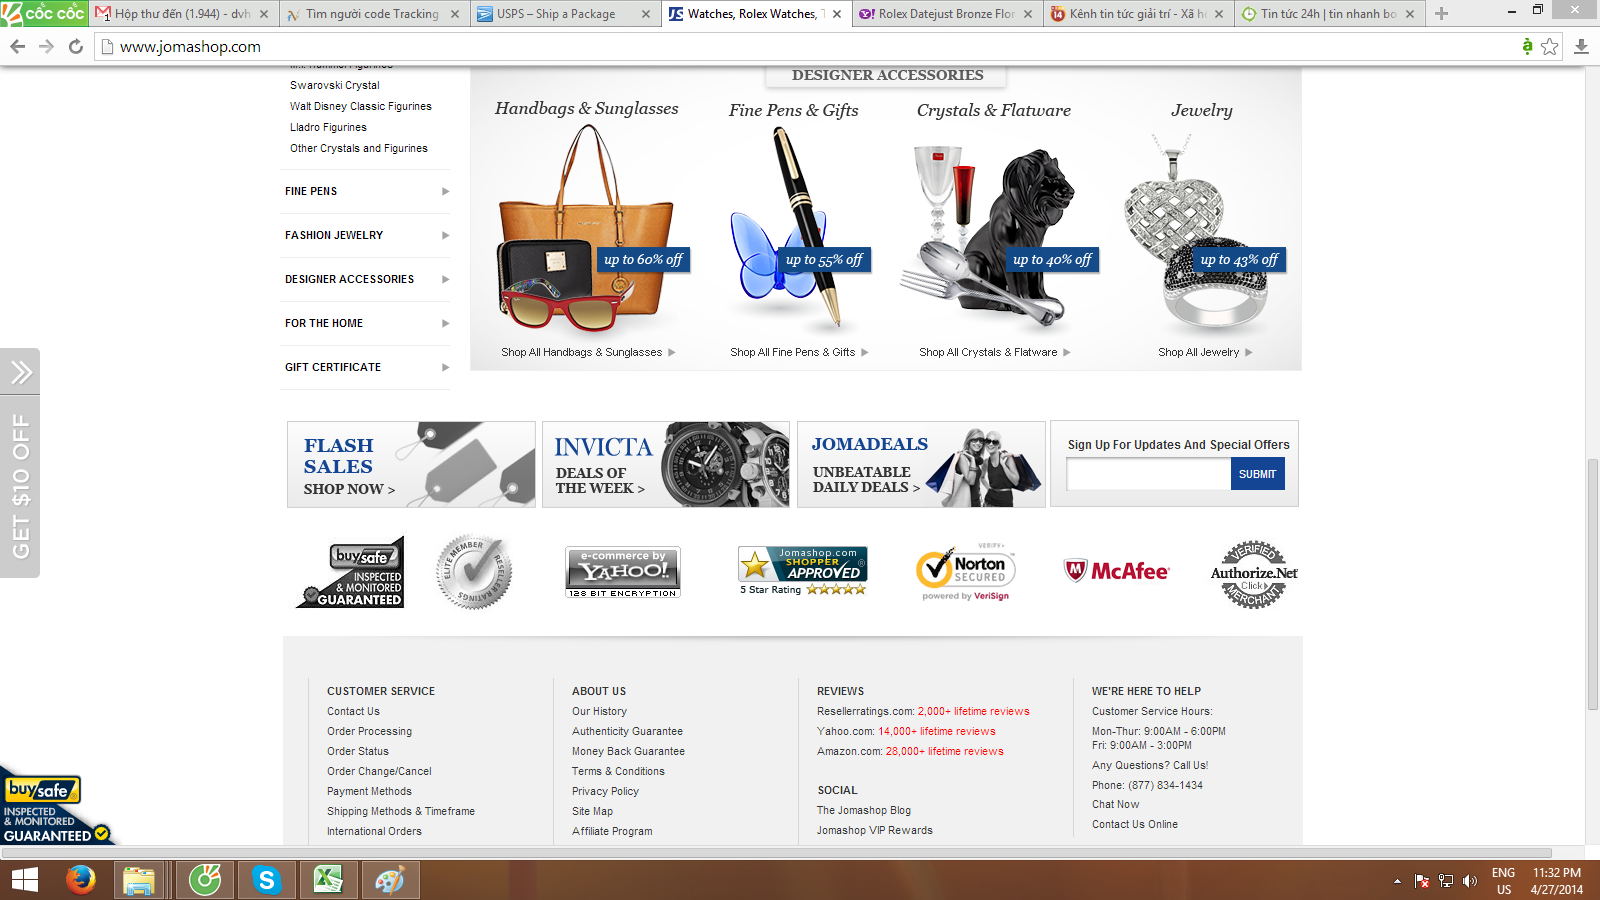 cốc cốc
Hộp thư đến (1.944) - dvh
Tìm người code Tracking
USPS – Ship a Package
Watches, Rolex Watches, T
Rolex Datejust Bronze Flor
Kênh tin tức giải trí - Xã h
Tin tức 24h | tin nhanh bo
www.jomashop.com
Swarovski Crystal
Walt Disney Classic Figurines
Lladro Figurines
Other Crystals and Figurines
FINE PENS
FASHION JEWELRY
DESIGNER ACCESSORIES
FOR THE HOME
GIFT CERTIFICATE
DESIGNER ACCESSORIES
Handbags & Sunglasses
up to 60% off
Shop All Handbags & Sunglasses
Fine Pens & Gifts
up to 55% off
Shop All Fine Pens & Gifts
Crystals & Flatware
up to 40% off
Shop All Crystals & Flatware
Jewelry
up to 43% off
Shop All Jewelry
GET $10 OFF
FLASH
SALES
SHOP NOW >
INVICTA
DEALS OF
THE WEEK >
JOMADEALS
UNBEATABLE
DAILY DEALS >
Sign Up For Updates And Special Offers
SUBMIT
buysafe
INSPECTED
& MONITORED
GUARANTEED
ELITE MEMBER
RESELLER RATINGS
e-commerce by
YAHOO!
128 BIT ENCRYPTION
Jomashop.com
SHOPPER
APPROVED
5 Star Rating
VERIFY
Norton
SECURED
powered by VeriSign
McAfee
VERIFIED
Authorize.Net
Click
MERCHANT
CUSTOMER SERVICE
Contact Us
Order Processing
Order Status
Order Change/Cancel
Payment Methods
Shipping Methods & Timeframe
International Orders
ABOUT US
Our History
Authenticity Guarantee
Money Back Guarantee
Terms & Conditions
Privacy Policy
Site Map
Affiliate Program
REVIEWS
Resellerratings.com: 2,000+ lifetime reviews
Yahoo.com: 14,000+ lifetime reviews
Amazon.com: 28,000+ lifetime reviews
SOCIAL
The Jomashop Blog
Jomashop VIP Rewards
WE'RE HERE TO HELP
Customer Service Hours:
Mon-Thur: 9:00AM - 6:00PM
Fri: 9:00AM - 3:00PM
Any Questions? Call Us!
Phone: (877) 834-1434
Chat Now
Contact Us Online
buysafe
INSPECTED
& MONITORED
GUARANTEED
ENG
US
11:32 PM
4/27/2014